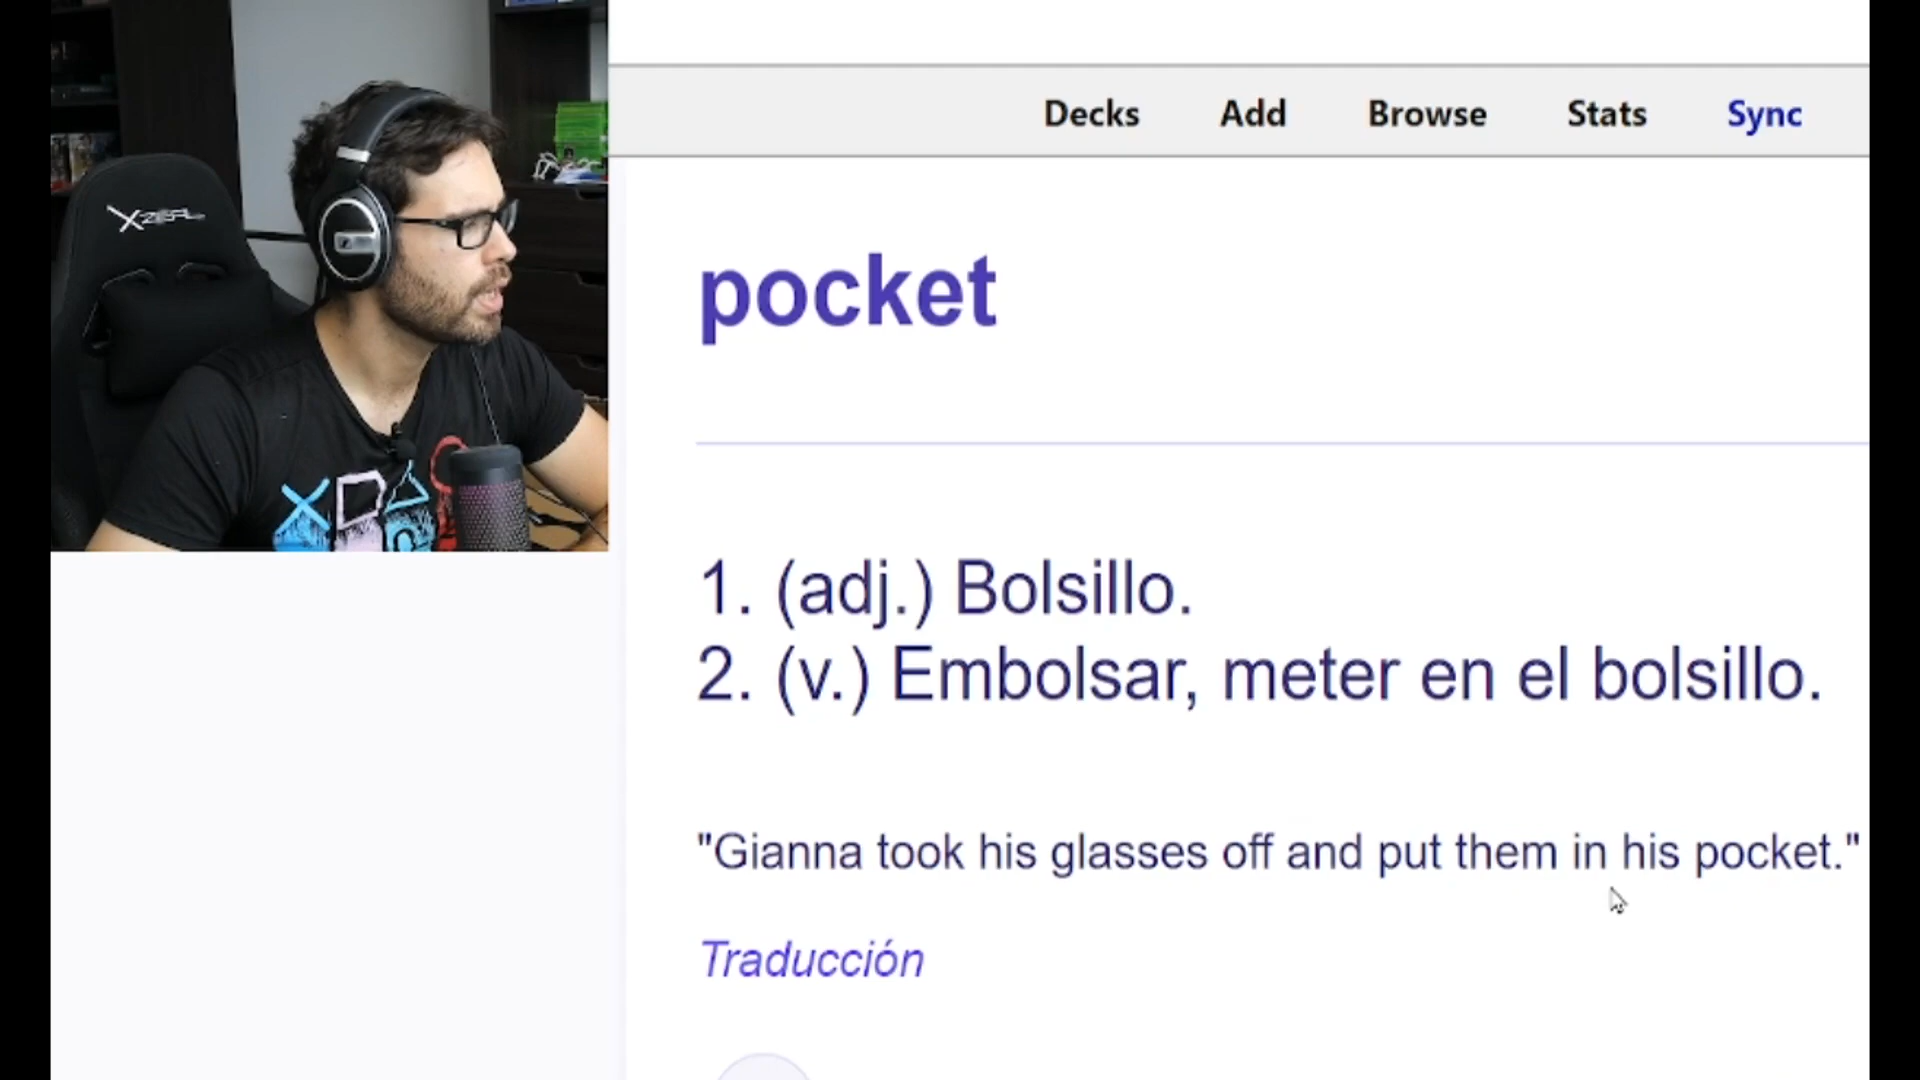 XZEAL
Decks Add Browse Stats Sync
pocket
1. (adj.) Bolsillo.
2. (v.) Embolsar, meter en el bolsillo.
"Gianna took his glasses off and put them in his pocket."
Traducción